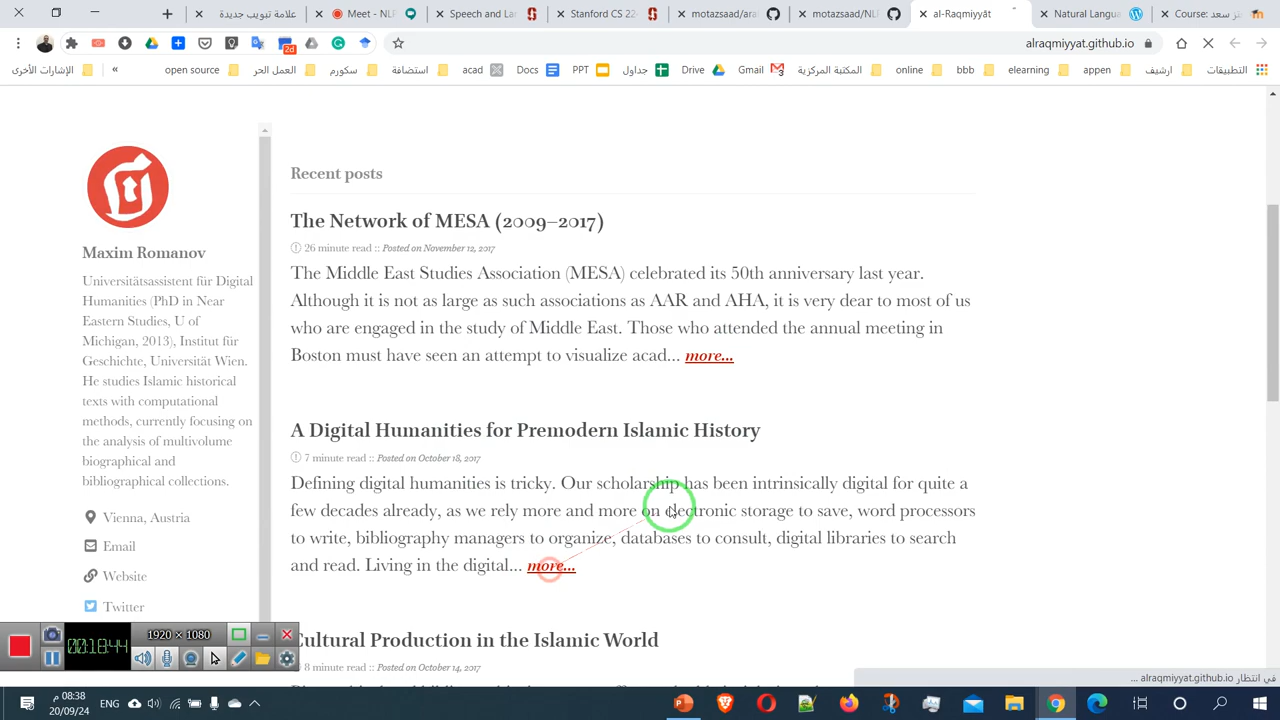 علامة تبويب جديدة
Meet - NLP
Speech and Lan
Stanford CS 22
motazsaad/arab
motazsaad/NLP
al-Raqmiyyāt
Natural Langua
Course: سعد
alraqmiyyat.github.io
الإشارات الأخرى
»
open source
العمل الحر
سكورم
استضافة
acad
Docs
PPT
جداول
Drive
Gmail
المكتبة المركزية
online
bbb
elearning
appen
ارشيف
التطبيقات
2d
Recent posts
The Network of MESA (2009–2017)
26 minute read :: Posted on November 12, 2017
The Middle East Studies Association (MESA) celebrated its 50th anniversary last year.
Although it is not as large as such associations as AAR and AHA, it is very dear to most of us
who are engaged in the study of Middle East. Those who attended the annual meeting in
Boston must have seen an attempt to visualize acad... more...
A Digital Humanities for Premodern Islamic History
7 minute read :: Posted on October 18, 2017
Defining digital humanities is tricky. Our scholarship has been intrinsically digital for quite a
few decades already, as we rely more and more on electronic storage to save, word processors
to write, bibliography managers to organize, databases to consult, digital libraries to search
and read. Living in the digital... more...
Cultural Production in the Islamic World
8 minute read :: Posted on October 14, 2017
Maxim Romanov
Universitätsassistent für Digital
Humanities (PhD in Near
Eastern Studies, U of
Michigan, 2013), Institut für
Geschichte, Universität Wien.
He studies Islamic historical
texts with computational
methods, currently focusing on
the analysis of multivolume
biographical and
bibliographical collections.
Vienna, Austria
Email
Website
Twitter
1920 × 1080
00:18:44
في انتظار alraqmiyyat.github.io ...
08:38 م
20/09/24
ENG